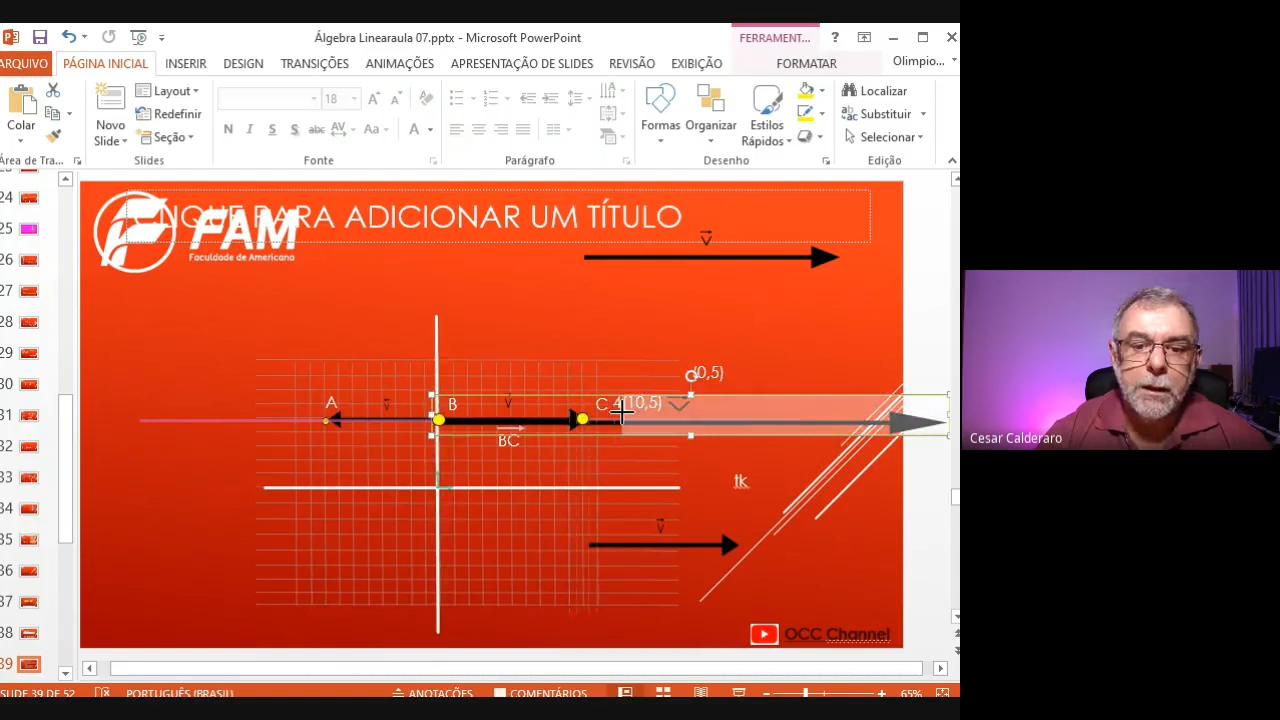 Álgebra Linearaula 07.pptx - Microsoft PowerPoint
FERRAMENT...
?
ARQUIVO PÁGINA INICIAL INSERIR DESIGN TRANSIÇÕES ANIMAÇÕES APRESENTAÇÃO DE SLIDES REVISÃO EXIBIÇÃO FORMATAR Olimpio...
Colar
Novo Slide
Layout
Redefinir
Seção
18
N I S S abc AV Aa A
Formas
Organizar
Estilos Rápidos
Localizar
Substituir
Selecionar
Área de Tra...
Slides
Fonte
Parágrafo
Desenho
Edição
24
25
26
27
28
29
30
31
33
34
35
36
37
38
39
PARA ADICIONAR UM TÍTULO
FAM
Faculdade de Americana
v
(0,5)
A
v
B
v
C
(10,5)
BC
tk
v
OCC Channel
Cesar Calderaro
SLIDE 39 DE 52
PORTUGUÊS (BRASIL)
ANOTAÇÕES
COMENTÁRIOS
65%